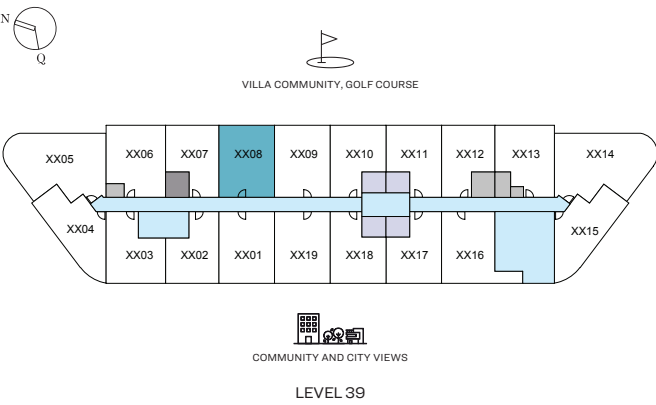 N
Q
VILLA COMMUNITY, GOLF COURSE
XX05 XX06 XX07 XX08 XX09 XX10 XX11 XX12 XX13 XX14
XX04 XX03 XX02 XX01 XX19 XX18 XX17 XX16 XX15
COMMUNITY AND CITY VIEWS
LEVEL 39